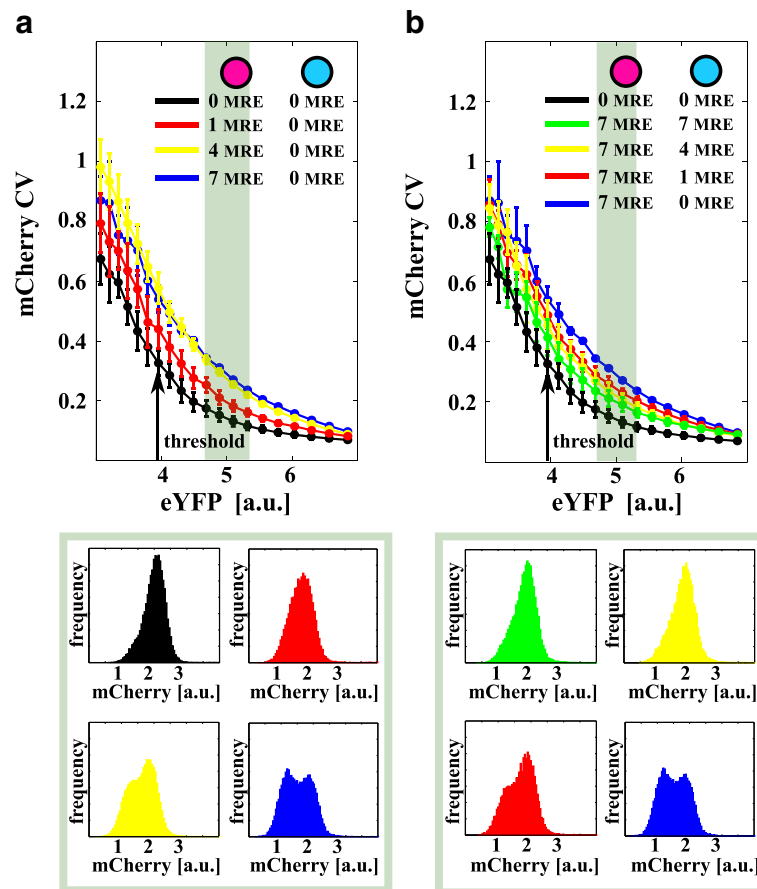 a
mCherry CV
1.2
1
0.8
0.6
0.4
0.2
0 MRE 0 MRE
1 MRE 0 MRE
4 MRE 0 MRE
7 MRE 0 MRE
threshold
4 5 6
eYFP [a.u.]
b
mCherry CV
1.2
1
0.8
0.6
0.4
0.2
0 MRE 0 MRE
7 MRE 7 MRE
7 MRE 4 MRE
7 MRE 1 MRE
7 MRE 0 MRE
threshold
4 5 6
eYFP [a.u.]
frequency
1 2 3
mCherry [a.u.]
frequency
1 2 3
mCherry [a.u.]
frequency
1 2 3
mCherry [a.u.]
frequency
1 2 3
mCherry [a.u.]
frequency
1 2 3
mCherry [a.u.]
frequency
1 2 3
mCherry [a.u.]
frequency
1 2 3
mCherry [a.u.]
frequency
1 2 3
mCherry [a.u.]